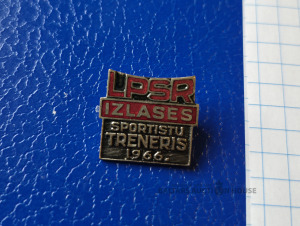 LPSR
IZLASES
SPORTISTU
TRENERIS
1966.